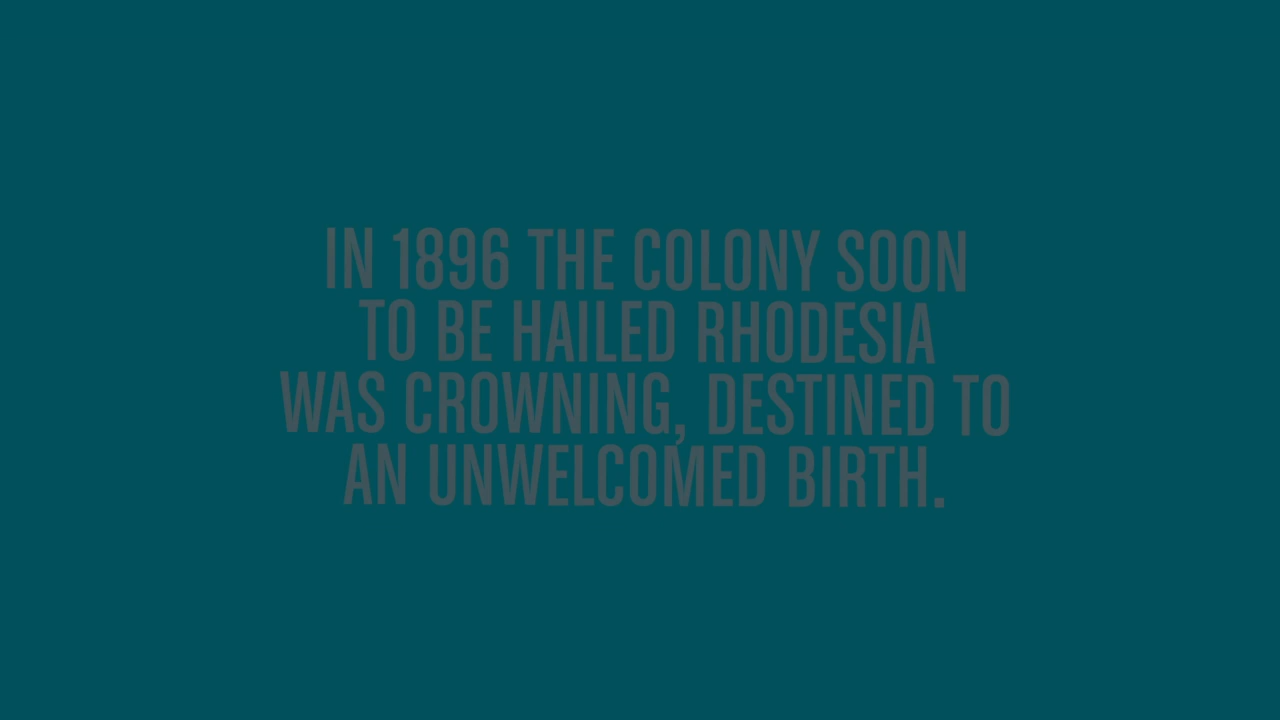 IN 1896 THE COLONY SOON
TO BE HAILED RHODESIA
WAS CROWNING, DESTINED TO
AN UNWELCOMED BIRTH.